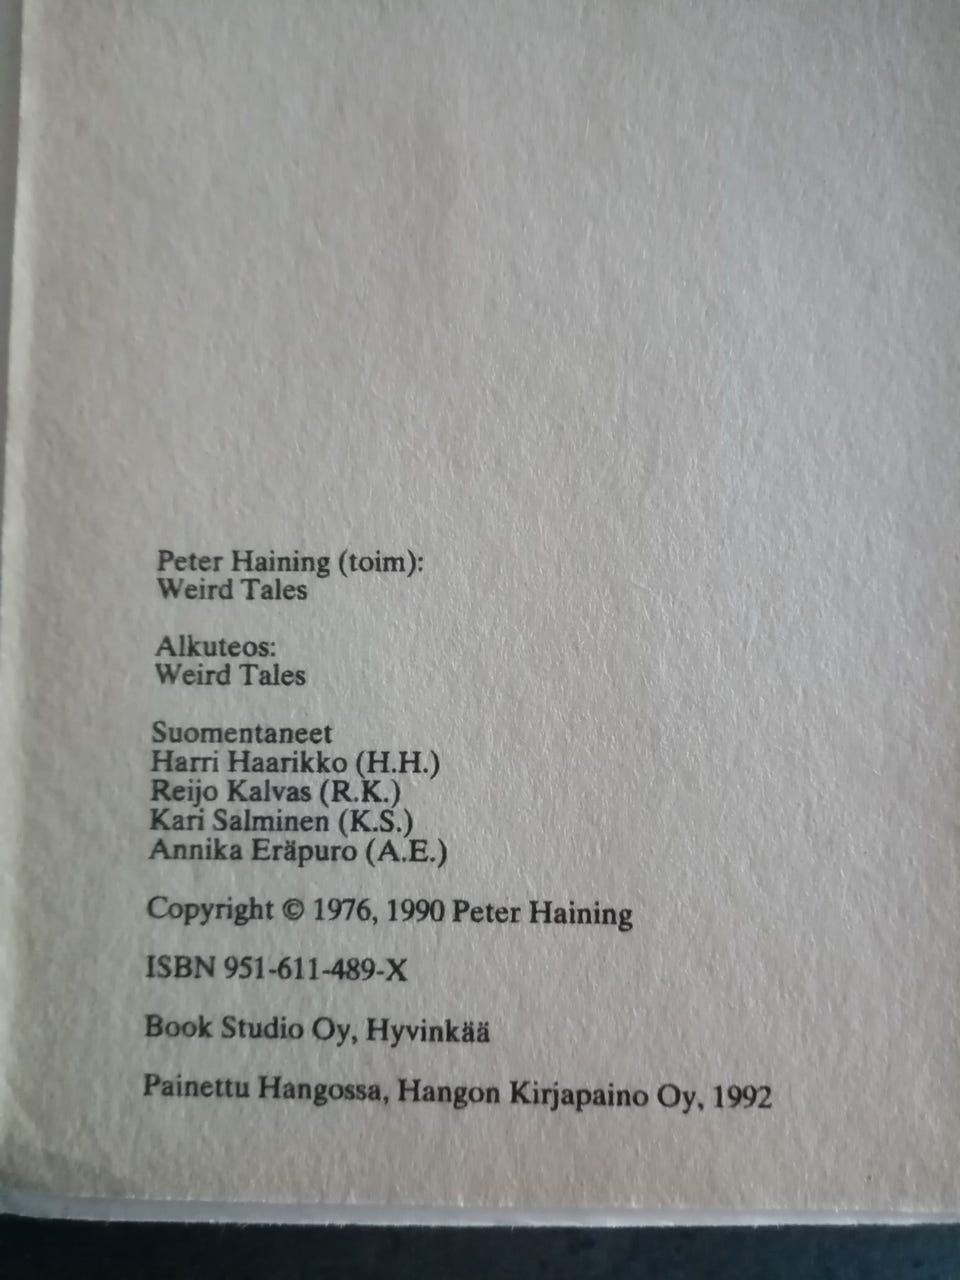 Peter Haining (toim):
Weird Tales
Alkuteos:
Weird Tales
Suomentaneet
Harri Haarikko (H.H.)
Reijo Kalvas (R.K.)
Kari Salminen (K.S.)
Annika Eräpuro (A.E.)
Copyright © 1976, 1990 Peter Haining
ISBN 951-611-489-X
Book Studio Oy, Hyvinkää
Painettu Hangossa, Hangon Kirjapaino Oy, 1992